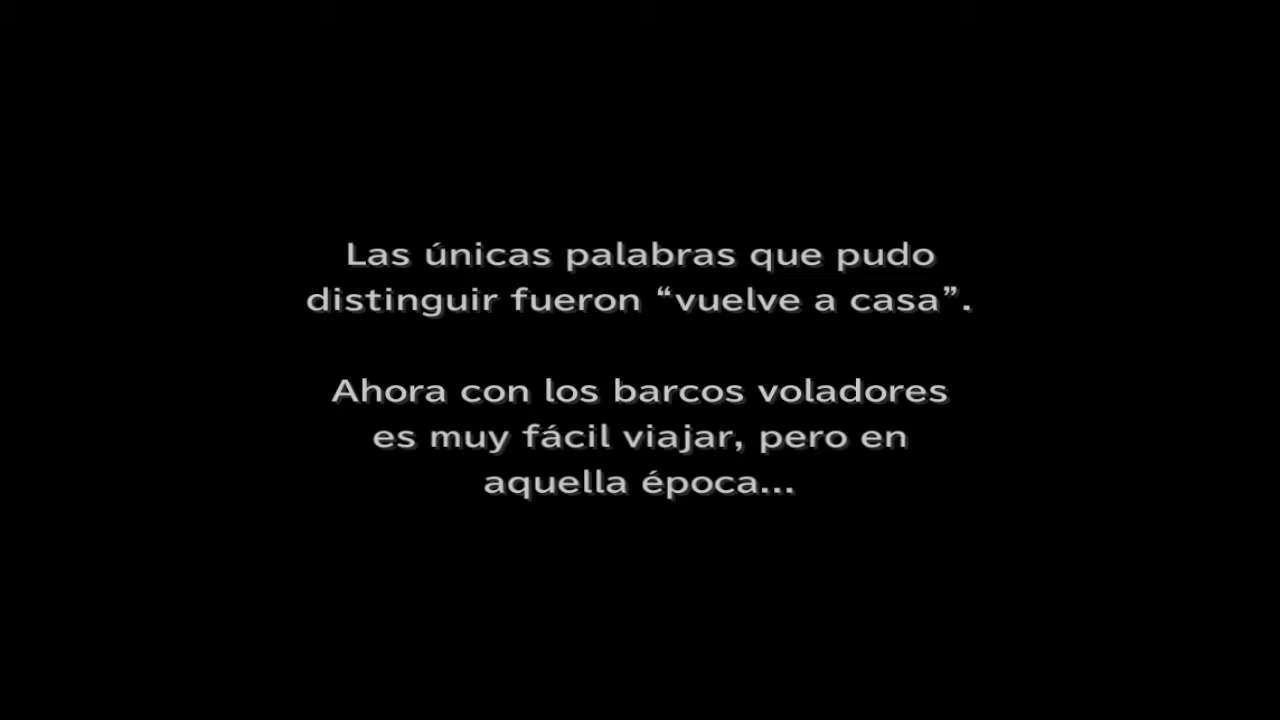 Las únicas palabras que pudo
distinguir fueron “vuelve a casa”.
Ahora con los barcos voladores
es muy fácil viajar, pero en
aquella época...